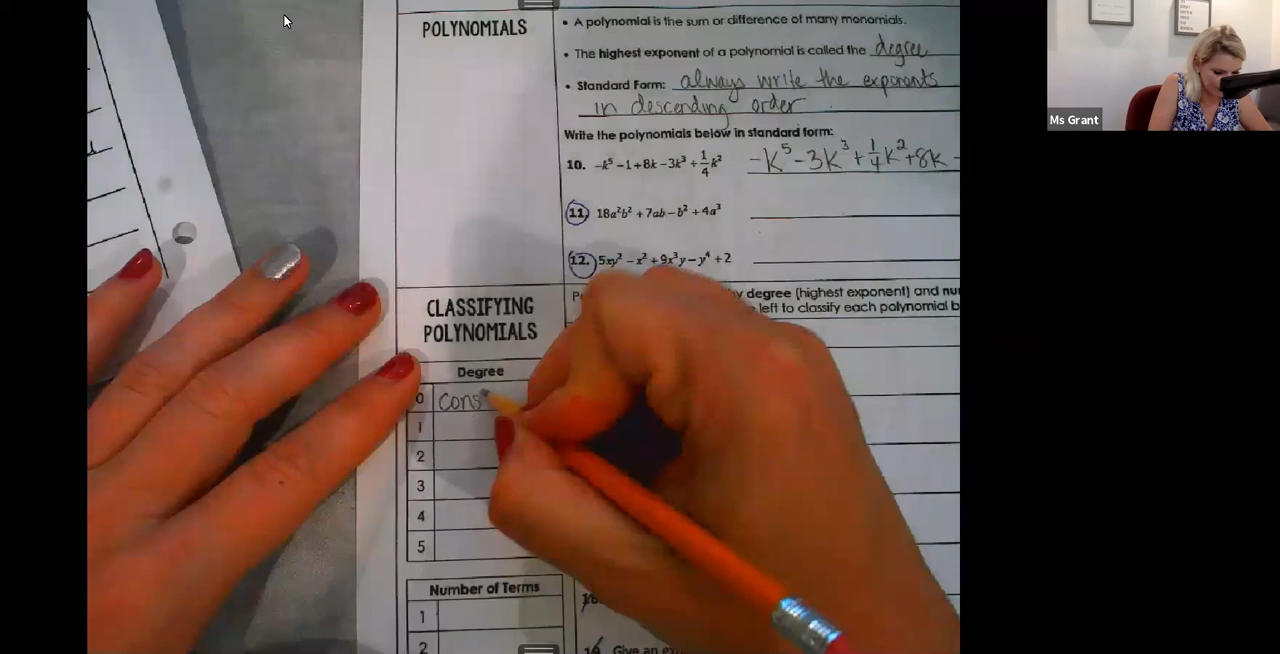 POLYNOMIALS
• A polynomial is the sum or difference of many monomials.
• The highest exponent of a polynomial is called the degree
• Standard Form: always write the exponents
in descending order
Write the polynomials below in standard form:
10. -k⁵ - 1 + 8k - 3k³ + 1/4 k² -k⁵ - 3k³ + 1/4 k² + 8k -
11. 18a²b² + 7ab - b² + 4a³
12. 5xy² - x² + 9x³y - y⁴ + 2
CLASSIFYING
POLYNOMIALS
degree (highest exponent) and
left to classify each polynomial
Degree
0 cons
1
2
3
4
5
Number of Terms
1
2
Give an
Ms Grant